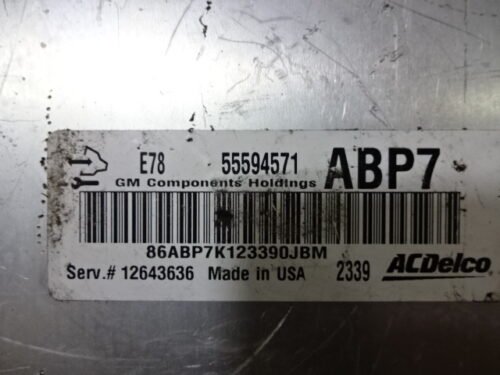 E78 55594571 ABP7
GM Components Holdings
86ABP7K123390JBM
Serv.# 12643636 Made in USA 2339 ACDelco